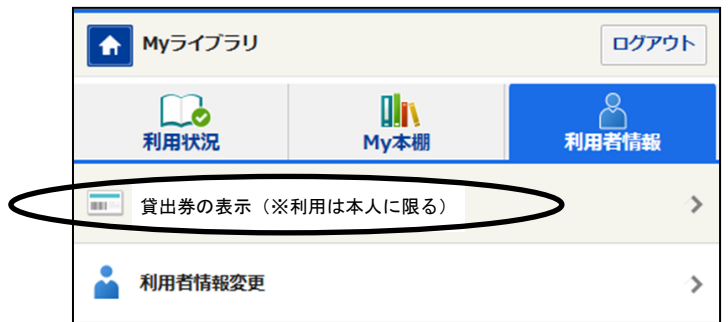 Myライブラリ
ログアウト
利用状況
My本棚
利用者情報
貸出券の表示（※利用は本人に限る）
利用者情報変更